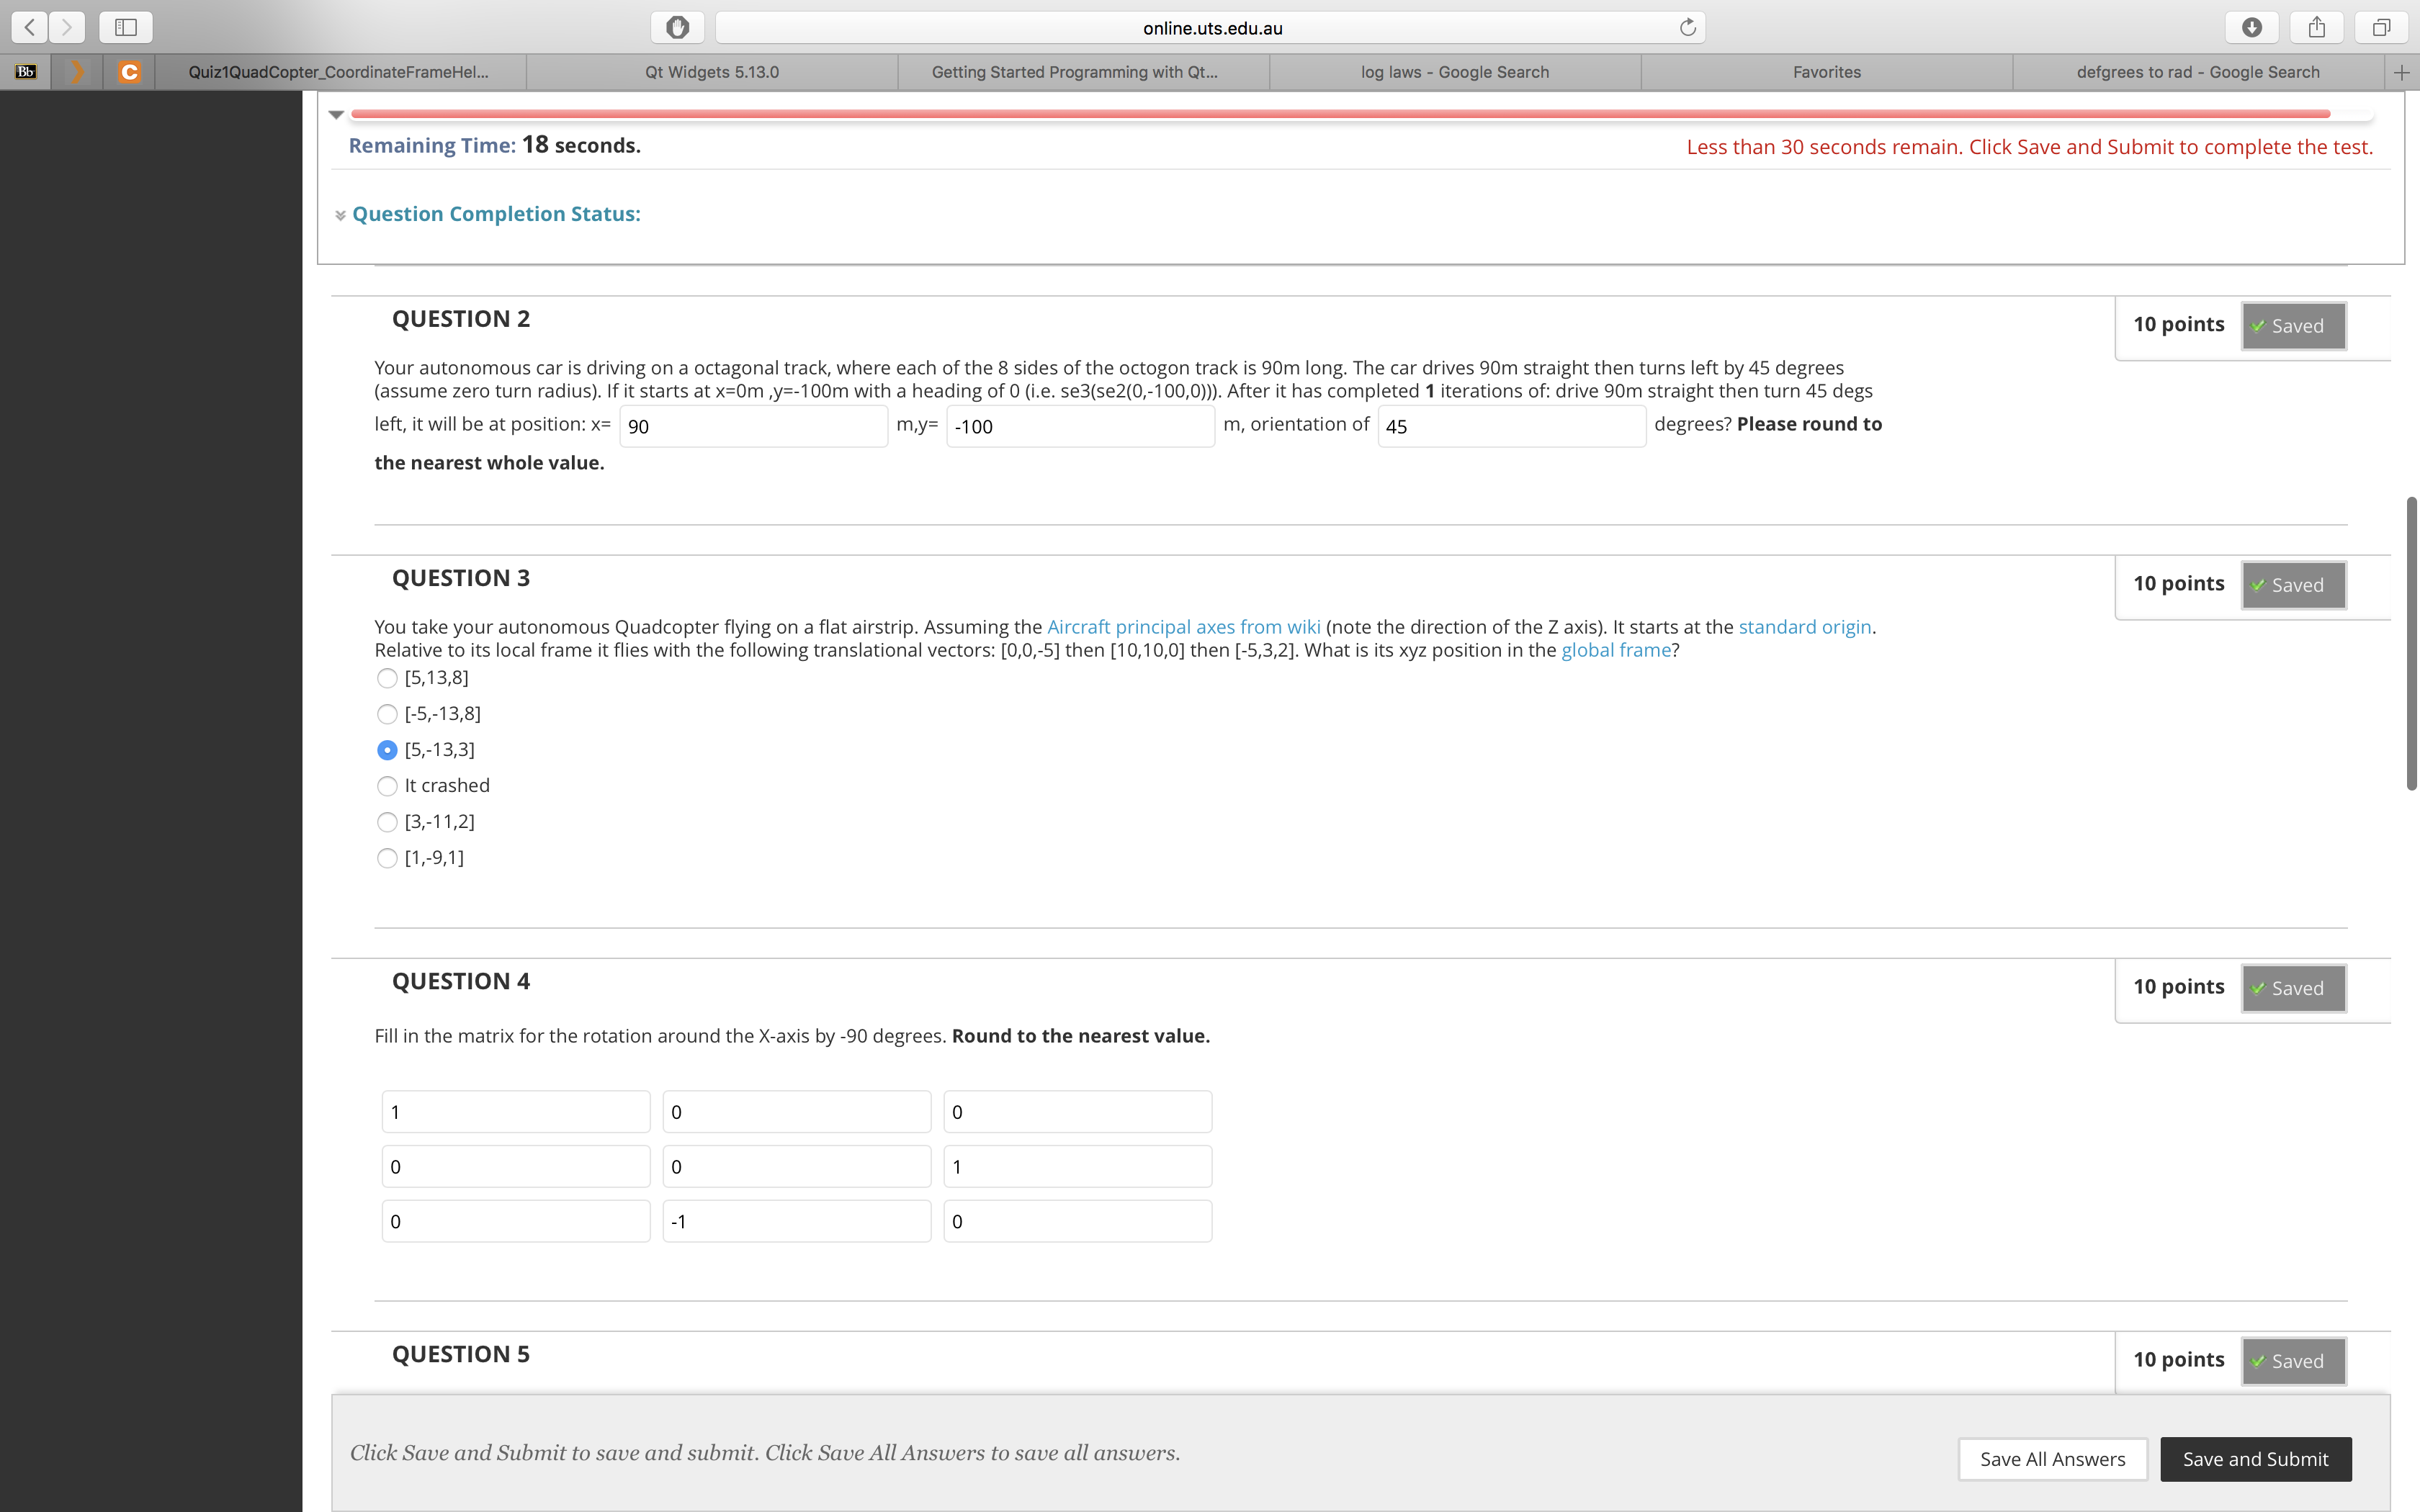 online.uts.edu.au
Bb
C
Quiz1QuadCopter_CoordinateFrameHel...
Qt Widgets 5.13.0
Getting Started Programming with Qt...
log laws - Google Search
Favorites
defgrees to rad - Google Search
Remaining Time: 18 seconds.
Less than 30 seconds remain. Click Save and Submit to complete the test.
Question Completion Status:
QUESTION 2
10 points
Saved
Your autonomous car is driving on a octagonal track, where each of the 8 sides of the octogon track is 90m long. The car drives 90m straight then turns left by 45 degrees
(assume zero turn radius). If it starts at x=0m ,y=-100m with a heading of 0 (i.e. se3(se2(0,-100,0))). After it has completed 1 iterations of: drive 90m straight then turn 45 degs
left, it will be at position: x= 90 m,y= -100 m, orientation of 45 degrees? Please round to
the nearest whole value.
QUESTION 3
10 points
Saved
You take your autonomous Quadcopter flying on a flat airstrip. Assuming the Aircraft principal axes from wiki (note the direction of the Z axis). It starts at the standard origin.
Relative to its local frame it flies with the following translational vectors: [0,0,-5] then [10,10,0] then [-5,3,2]. What is its xyz position in the global frame?
[5,13,8]
[-5,-13,8]
[5,-13,3]
It crashed
[3,-11,2]
[1,-9,1]
QUESTION 4
10 points
Saved
Fill in the matrix for the rotation around the X-axis by -90 degrees. Round to the nearest value.
1 0 0
0 0 1
0 -1 0
QUESTION 5
10 points
Saved
Click Save and Submit to save and submit. Click Save All Answers to save all answers.
Save All Answers
Save and Submit